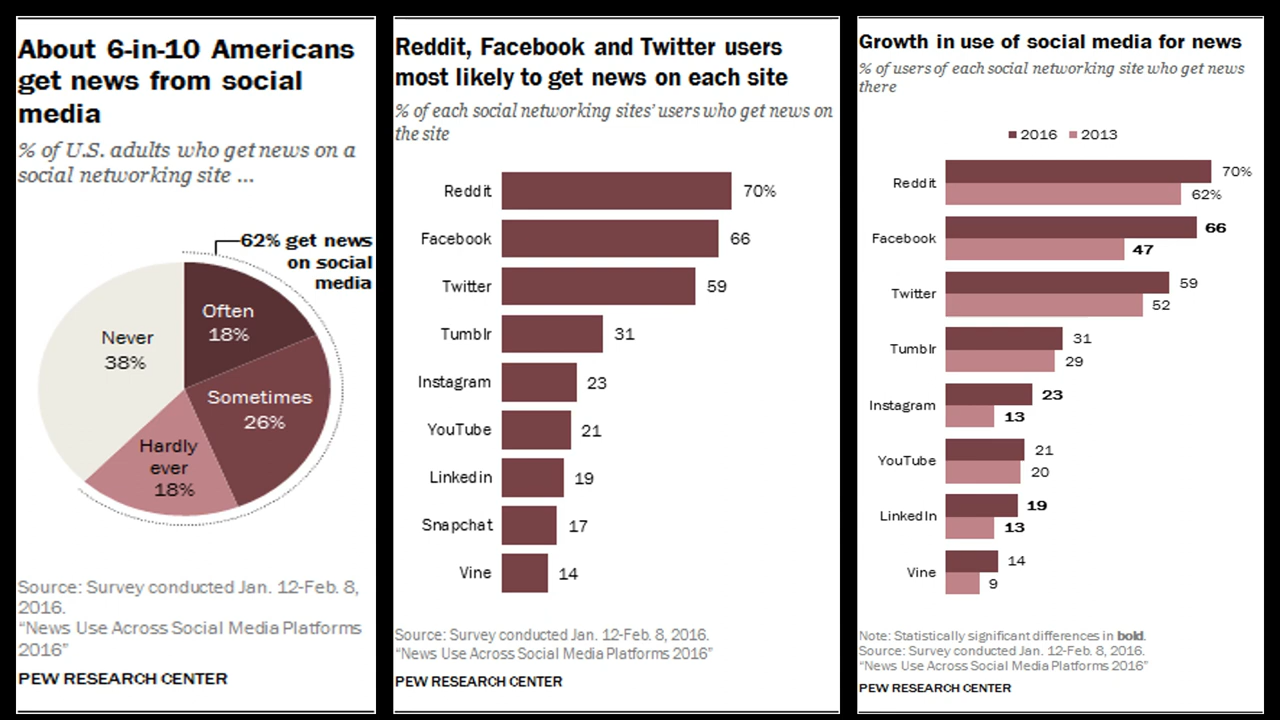 About 6-in-10 Americans
get news from social
media
% of U.S. adults who get news on a
social networking site ...
62% get news
on social
media
Often
18%
Never
38%
Sometimes
26%
Hardly
ever
18%
Source: Survey conducted Jan. 12-Feb. 8,
2016.
“News Use Across Social Media Platforms
2016”
PEW RESEARCH CENTER
Reddit, Facebook and Twitter users
most likely to get news on each site
% of each social networking sites’ users who get news on
the site
Reddit 70%
Facebook 66
Twitter 59
Tumblr 31
Instagram 23
YouTube 21
Linkedin 19
Snapchat 17
Vine 14
Source: Survey conducted Jan. 12-Feb. 8, 2016.
“News Use Across Social Media Platforms 2016”
PEW RESEARCH CENTER
Growth in use of social media for news
% of users of each social networking site who get news
there
2016 2013
Reddit 70%
62%
Facebook 66
47
Twitter 59
52
Tumblr 31
29
Instagram 23
13
YouTube 21
20
LinkedIn 19
13
Vine 14
9
Note: Statistically significant differences in bold.
Source: Survey conducted Jan. 12-Feb. 8, 2016.
“News Use Across Social Media Platforms 2016”
PEW RESEARCH CENTER